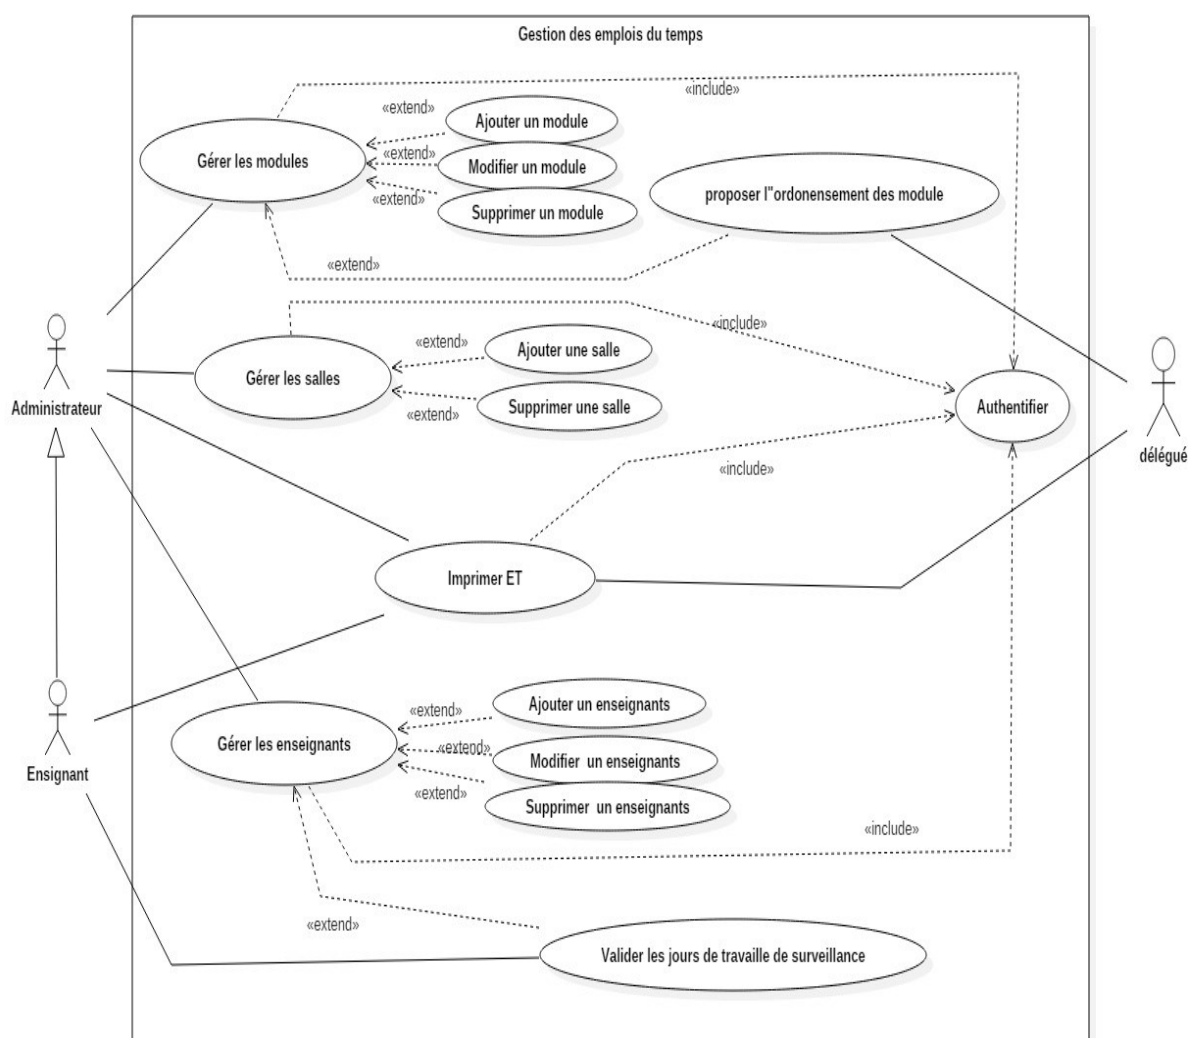 Gestion des emplois du temps
«include»
«extend»
Ajouter un module
Gérer les modules
«extend»
Modifier un module
«extend»
Supprimer un module
proposer l"ordonensement des module
«extend»
«include»
«extend»
Ajouter une salle
Gérer les salles
«extend»
Supprimer une salle
Administrateur
Authentifier
délégué
«include»
Imprimer ET
«extend»
Ajouter un enseignants
Gérer les enseignants
«extend»
Modifier un enseignants
«extend»
Supprimer un enseignants
Ensignant
«include»
«extend»
Valider les jours de travaille de surveillance